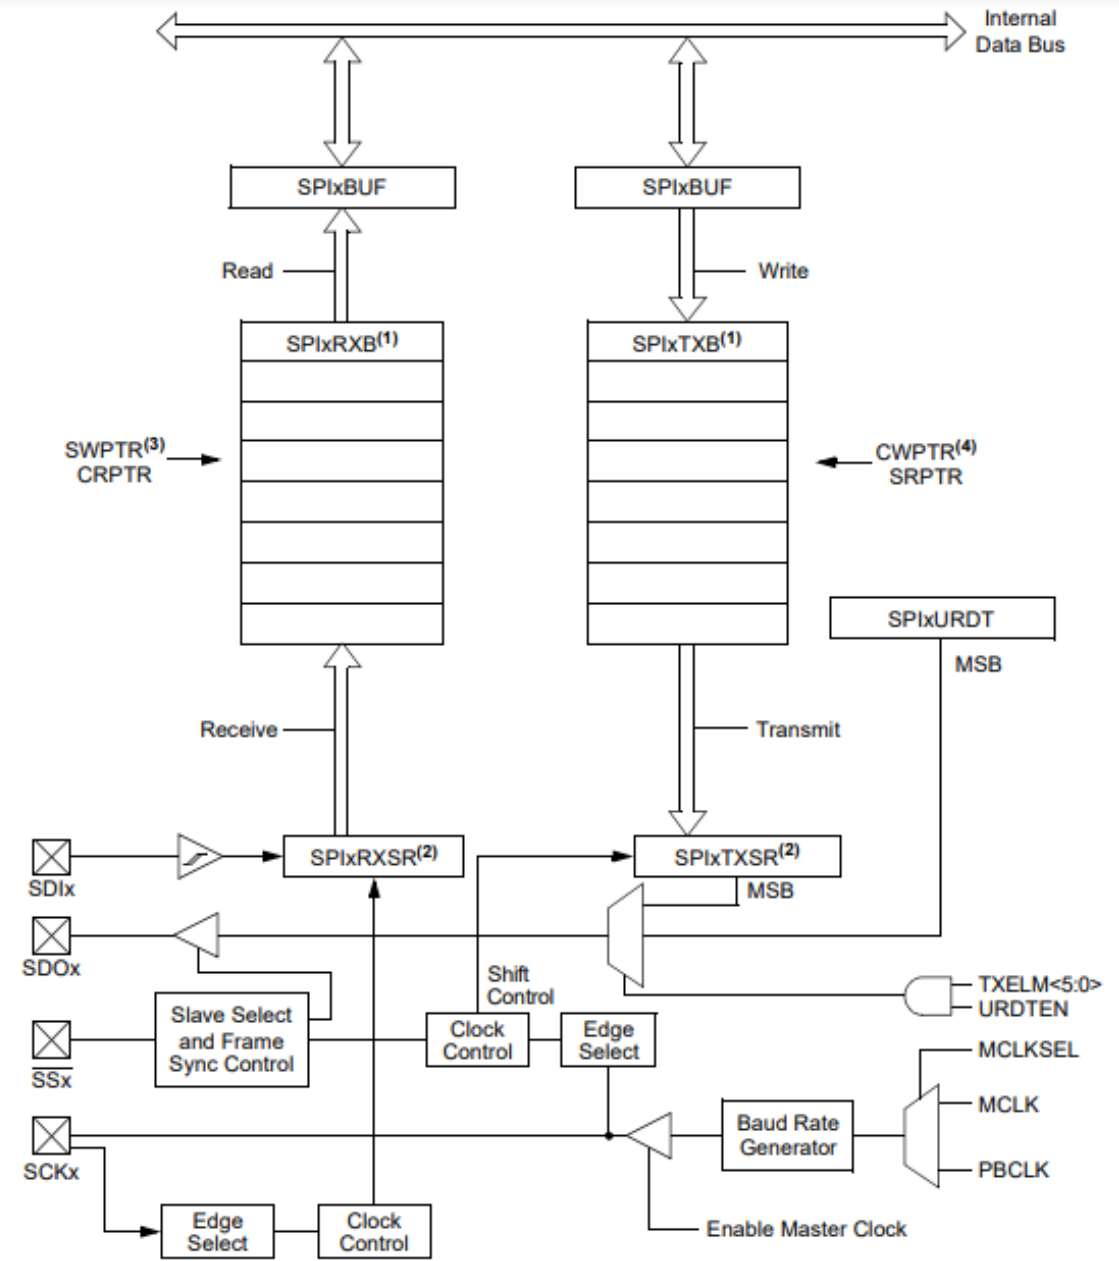 Internal
Data Bus
SPIxBUF
SPIxBUF
Read
Write
SPIxRXB(1)
SPIxTXB(1)
SWPTR(3)
CRPTR
CWPTR(4)
SRPTR
SPIxURDT
MSB
Receive
Transmit
SDIx
SPIxRXSR(2)
SPIxTXSR(2)
MSB
SDOx
Shift
Control
TXELM<5:0>
URDTEN
Slave Select
and Frame
Sync Control
Clock
Control
Edge
Select
SSx
MCLKSEL
MCLK
Baud Rate
Generator
PBCLK
SCKx
Edge
Select
Clock
Control
Enable Master Clock